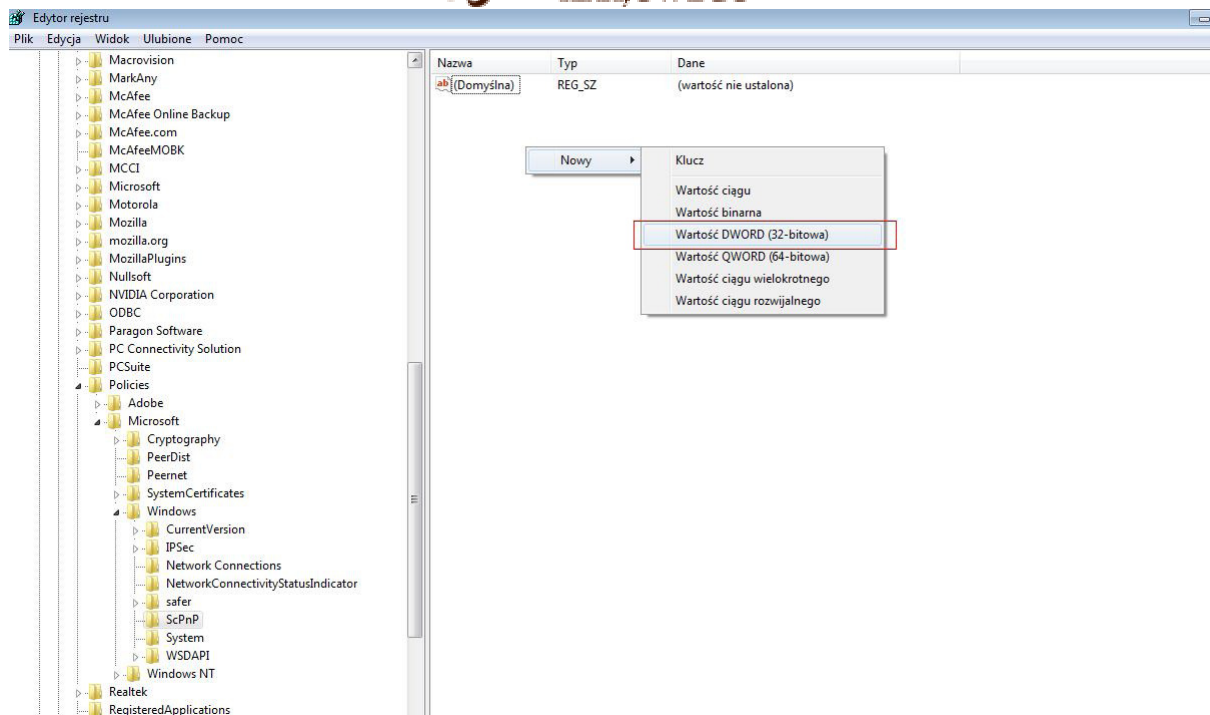 Edytor rejestru
Plik Edycja Widok Ulubione Pomoc
Macrovision
MarkAny
McAfee
McAfee Online Backup
McAfee.com
McAfeeMOBK
MCCI
Microsoft
Motorola
Mozilla
mozilla.org
MozillaPlugins
Nullsoft
NVIDIA Corporation
ODBC
Paragon Software
PC Connectivity Solution
PCSuite
Policies
Adobe
Microsoft
Cryptography
PeerDist
Peernet
SystemCertificates
Windows
CurrentVersion
IPSec
Network Connections
NetworkConnectivityStatusIndicator
safer
ScPnP
System
WSDAPI
Windows NT
Realtek
RegisteredApplications
Nazwa Typ Dane
ab (Domyślna) REG_SZ (wartość nie ustalona)
Nowy
Klucz
Wartość ciągu
Wartość binarna
Wartość DWORD (32-bitowa)
Wartość QWORD (64-bitowa)
Wartość ciągu wielokrotnego
Wartość ciągu rozwijalnego